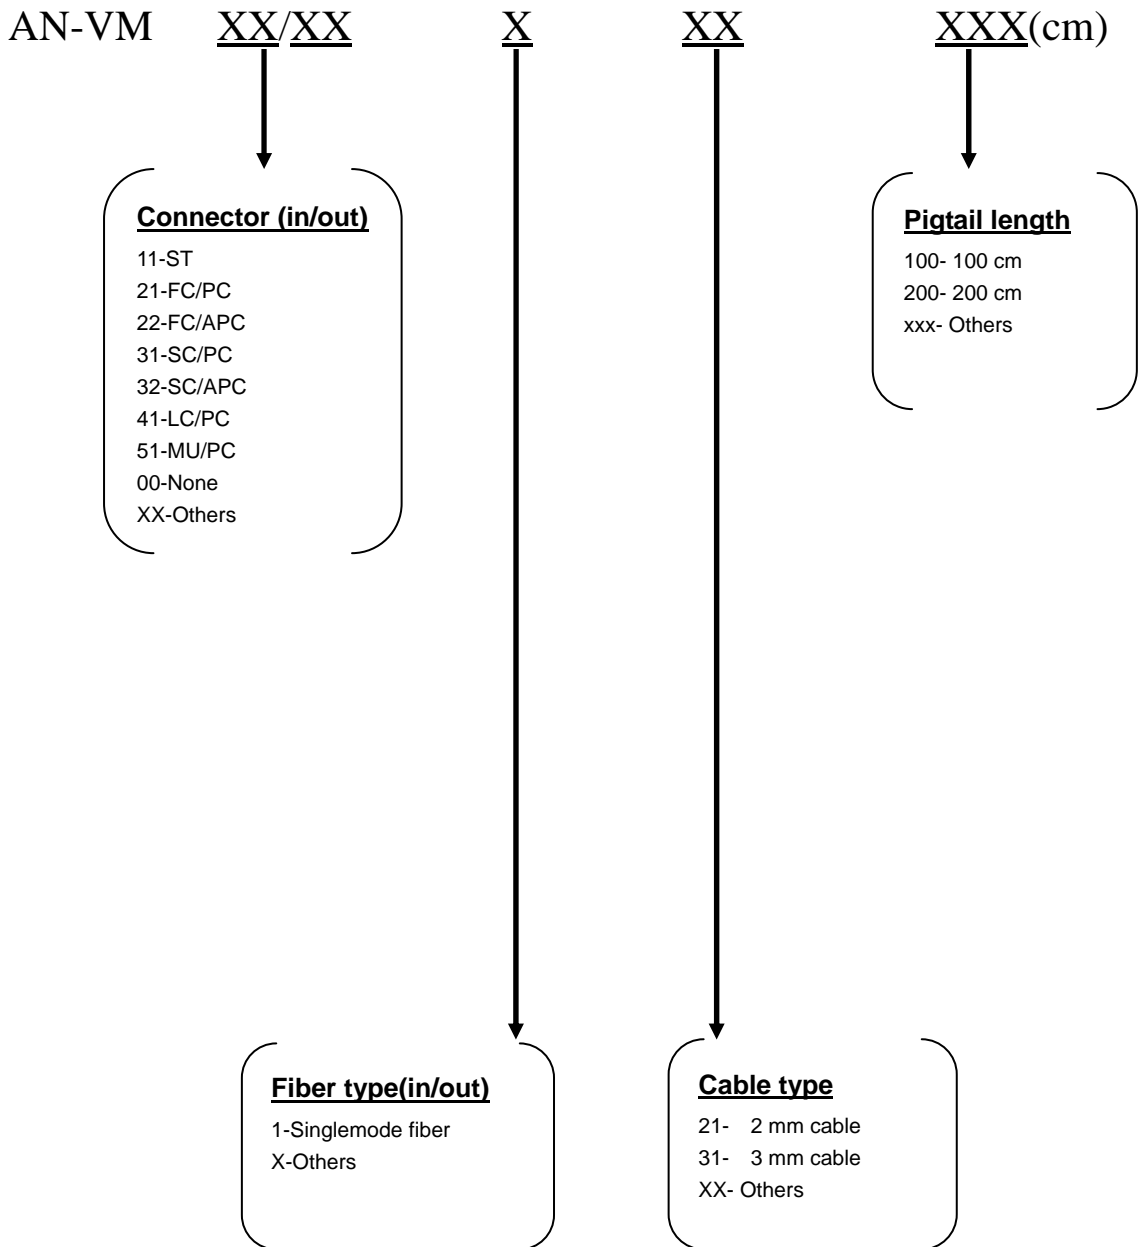 AN-VM XX/XX X XX XXX(cm)
Connector (in/out)
11-ST
21-FC/PC
22-FC/APC
31-SC/PC
32-SC/APC
41-LC/PC
51-MU/PC
00-None
XX-Others
Pigtail length
100- 100 cm
200- 200 cm
xxx- Others
Fiber type(in/out)
1-Singlemode fiber
X-Others
Cable type
21- 2 mm cable
31- 3 mm cable
XX- Others